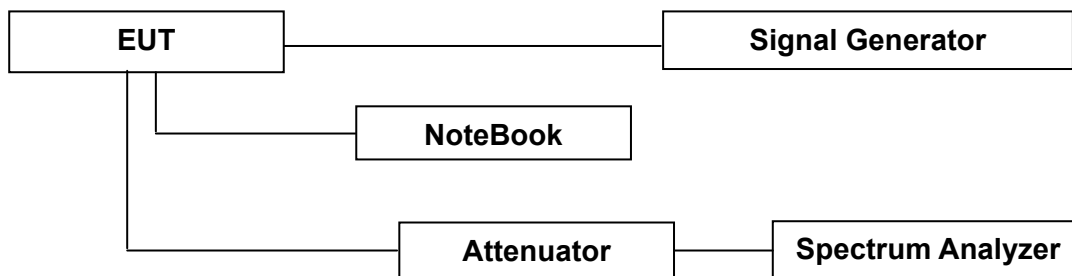 EUT
Signal Generator
NoteBook
Attenuator
Spectrum Analyzer